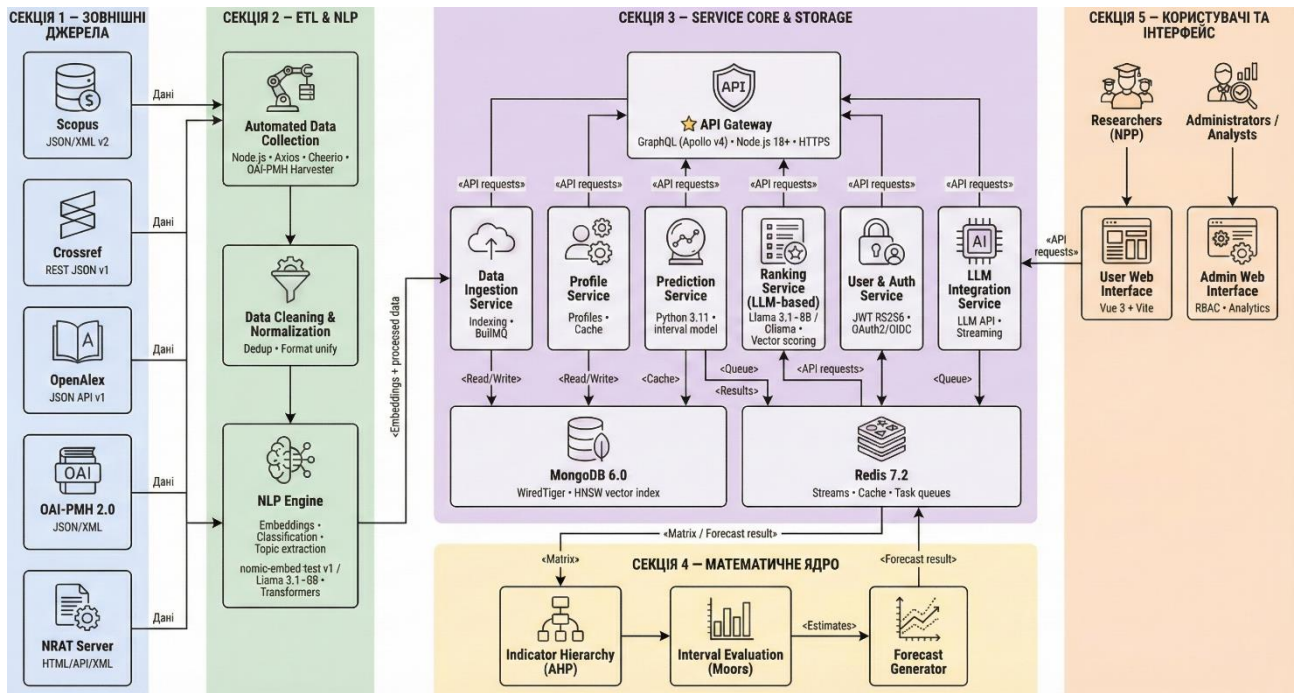 СЕКЦІЯ 1 – ЗОВНІШНІ
ДЖЕРЕЛА
Scopus
JSON/XML v2
Crossref
REST JSON v1
OpenAlex
JSON API v1
OAI
OAI-PMH 2.0
JSON/XML
NRAT Server
HTML/API/XML
Дані
Дані
Дані
Дані
Дані
СЕКЦІЯ 2 – ETL & NLP
Automated Data
Collection
Node.js • Axios • Cheerio •
OAI-PMH Harvester
Data Cleaning &
Normalization
Dedup • Format unify
NLP Engine
Embeddings •
Classification •
Topic extraction
nomic-embed test v1 /
Llama 3.1-8B •
Transformers
<Embeddings + processed data
СЕКЦІЯ 3 – SERVICE CORE & STORAGE
API
API Gateway
GraphQL (Apollo v4) • Node.js 18+ • HTTPS
«API requests»
«API requests»
«API requests»
«API requests»
«API requests»
«API requests»
Data
Ingestion
Service
Indexing •
BuilMQ
Profile
Service
Profiles •
Cache
Prediction
Service
Python 3.11 •
interval model
Ranking
Service
(LLM-based)
Llama 3.1-8B /
Cliama •
Vector scoring
User & Auth
Service
JWT RS2S6 •
OAuth2/OIDC
AI
LLM
Integration
Service
LLM API •
Streaming
<Read/Write>
<Read/Write>
<Cache>
<Queue>
<Results>
<API requests>
<Queue>
MongoDB 6.0
WiredTiger • HNSW vector index
Redis 7.2
Streams • Cache • Task queues
<Matrix / Forecast result»
СЕКЦІЯ 4 – МАТЕМАТИЧНЕ ЯДРО
<Matrix»
<Forecast result»
Indicator Hierarchy
(AHP)
Interval Evaluation
(Moors)
<Estimates>
Forecast
Generator
СЕКЦІЯ 5 – КОРИСТУВАЧІ ТА
ІНТЕРФЕЙС
Researchers
(NPP)
Administrators /
Analysts
«API
requests»
User Web
Interface
Vue 3 + Vite
Admin Web
Interface
RBAC • Analytics